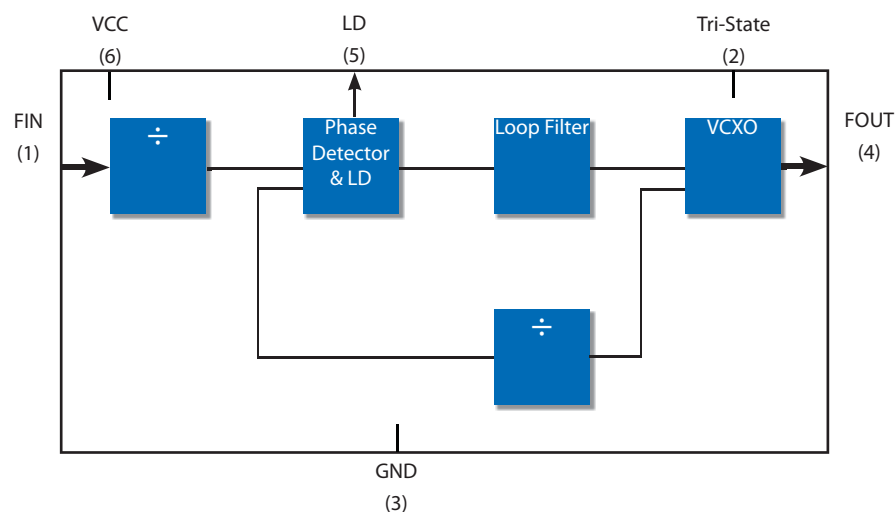 VCC
(6)
LD
(5)
Tri-State
(2)
FIN
(1)
÷
Phase
Detector
& LD
Loop Filter
VCXO
FOUT
(4)
÷
GND
(3)